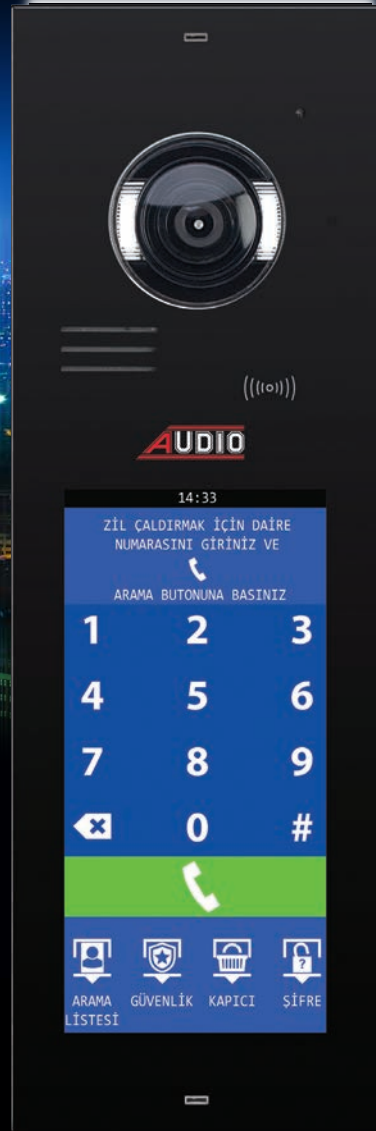 AUDIO
14:33
ZİL ÇALDIRMAK İÇİN DAİRE
NUMARASINI GİRİNİZ VE
ARAMA BUTONUNA BASINIZ
1 2 3
4 5 6
7 8 9
0 #
ARAMA LİSTESİ
GÜVENLİK
KAPICI
ŞİFRE